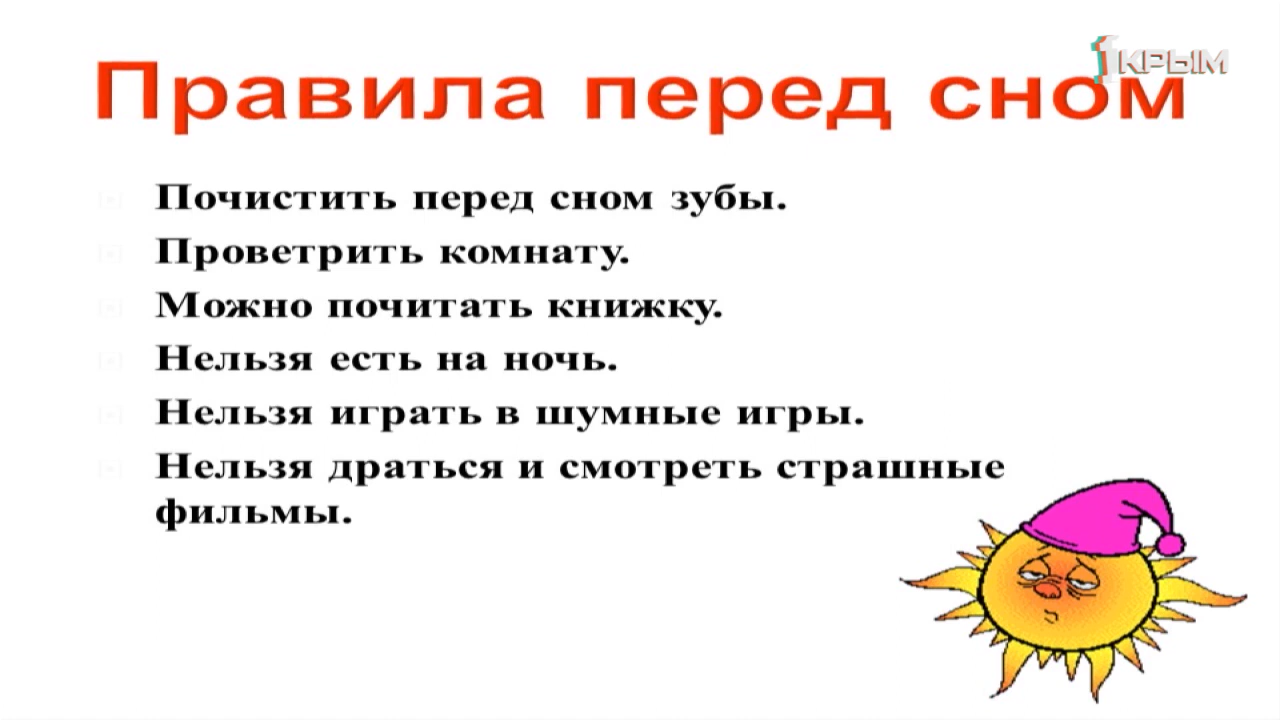 1КРЫМ
Правила перед сном
Почистить перед сном зубы.
Проветрить комнату.
Можно почитать книжку.
Нельзя есть на ночь.
Нельзя играть в шумные игры.
Нельзя драться и смотреть страшные
фильмы.